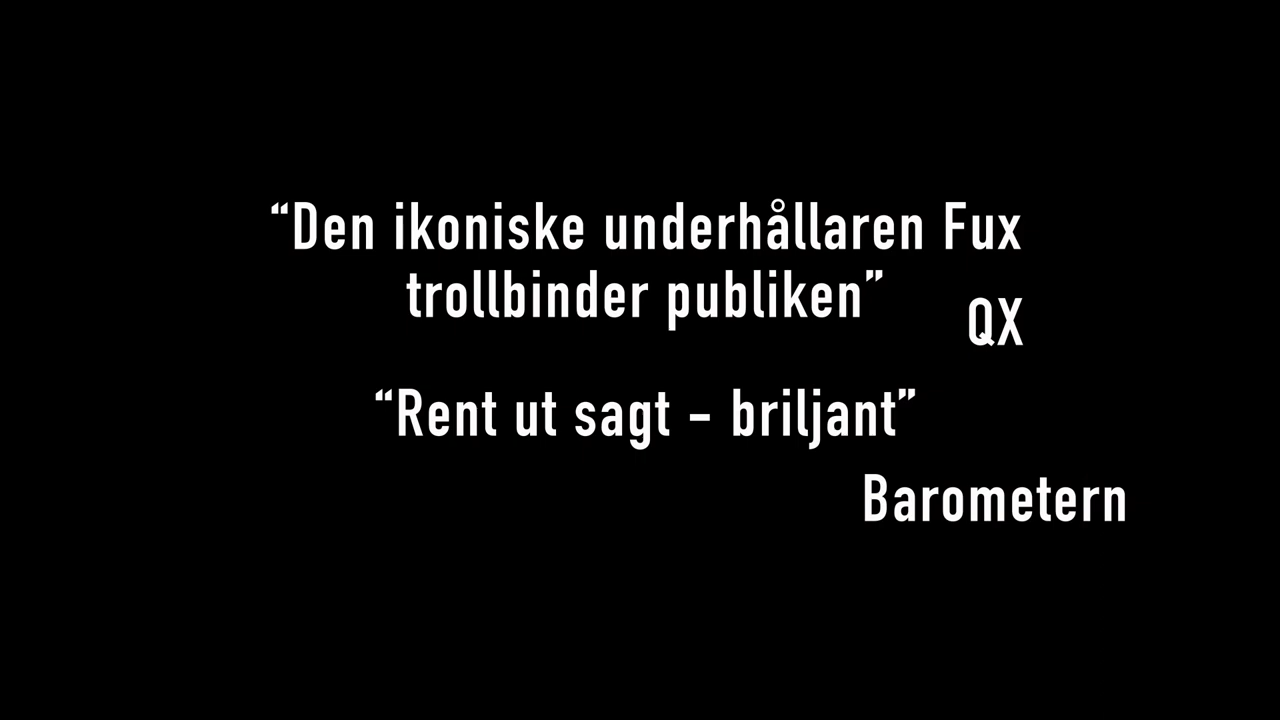 “Den ikoniske underhållaren Fux
trollbinder publiken”
QX
“Rent ut sagt – briljant”
Barometern